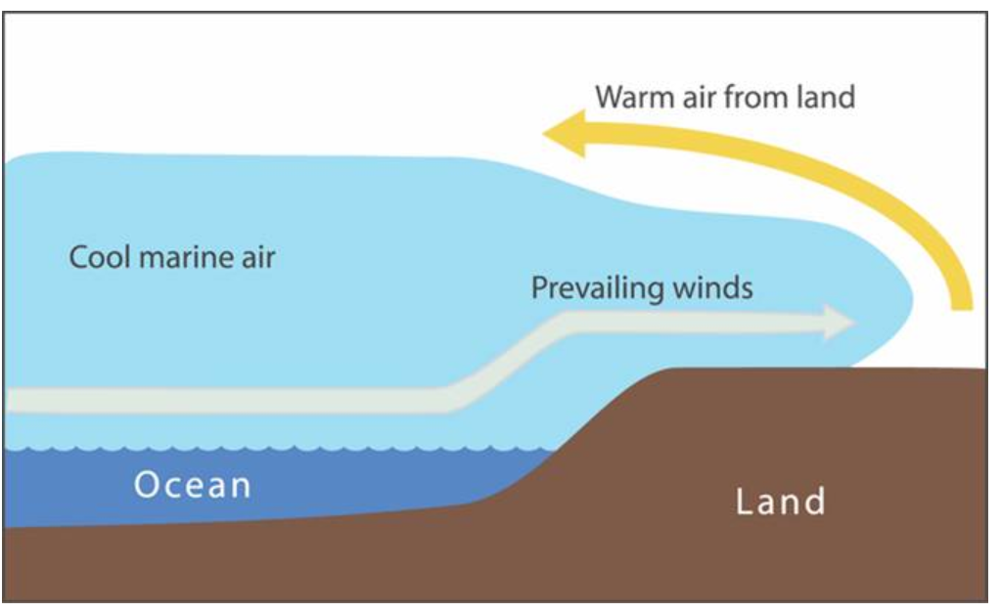 Warm air from land
Cool marine air
Prevailing winds
Ocean
Land